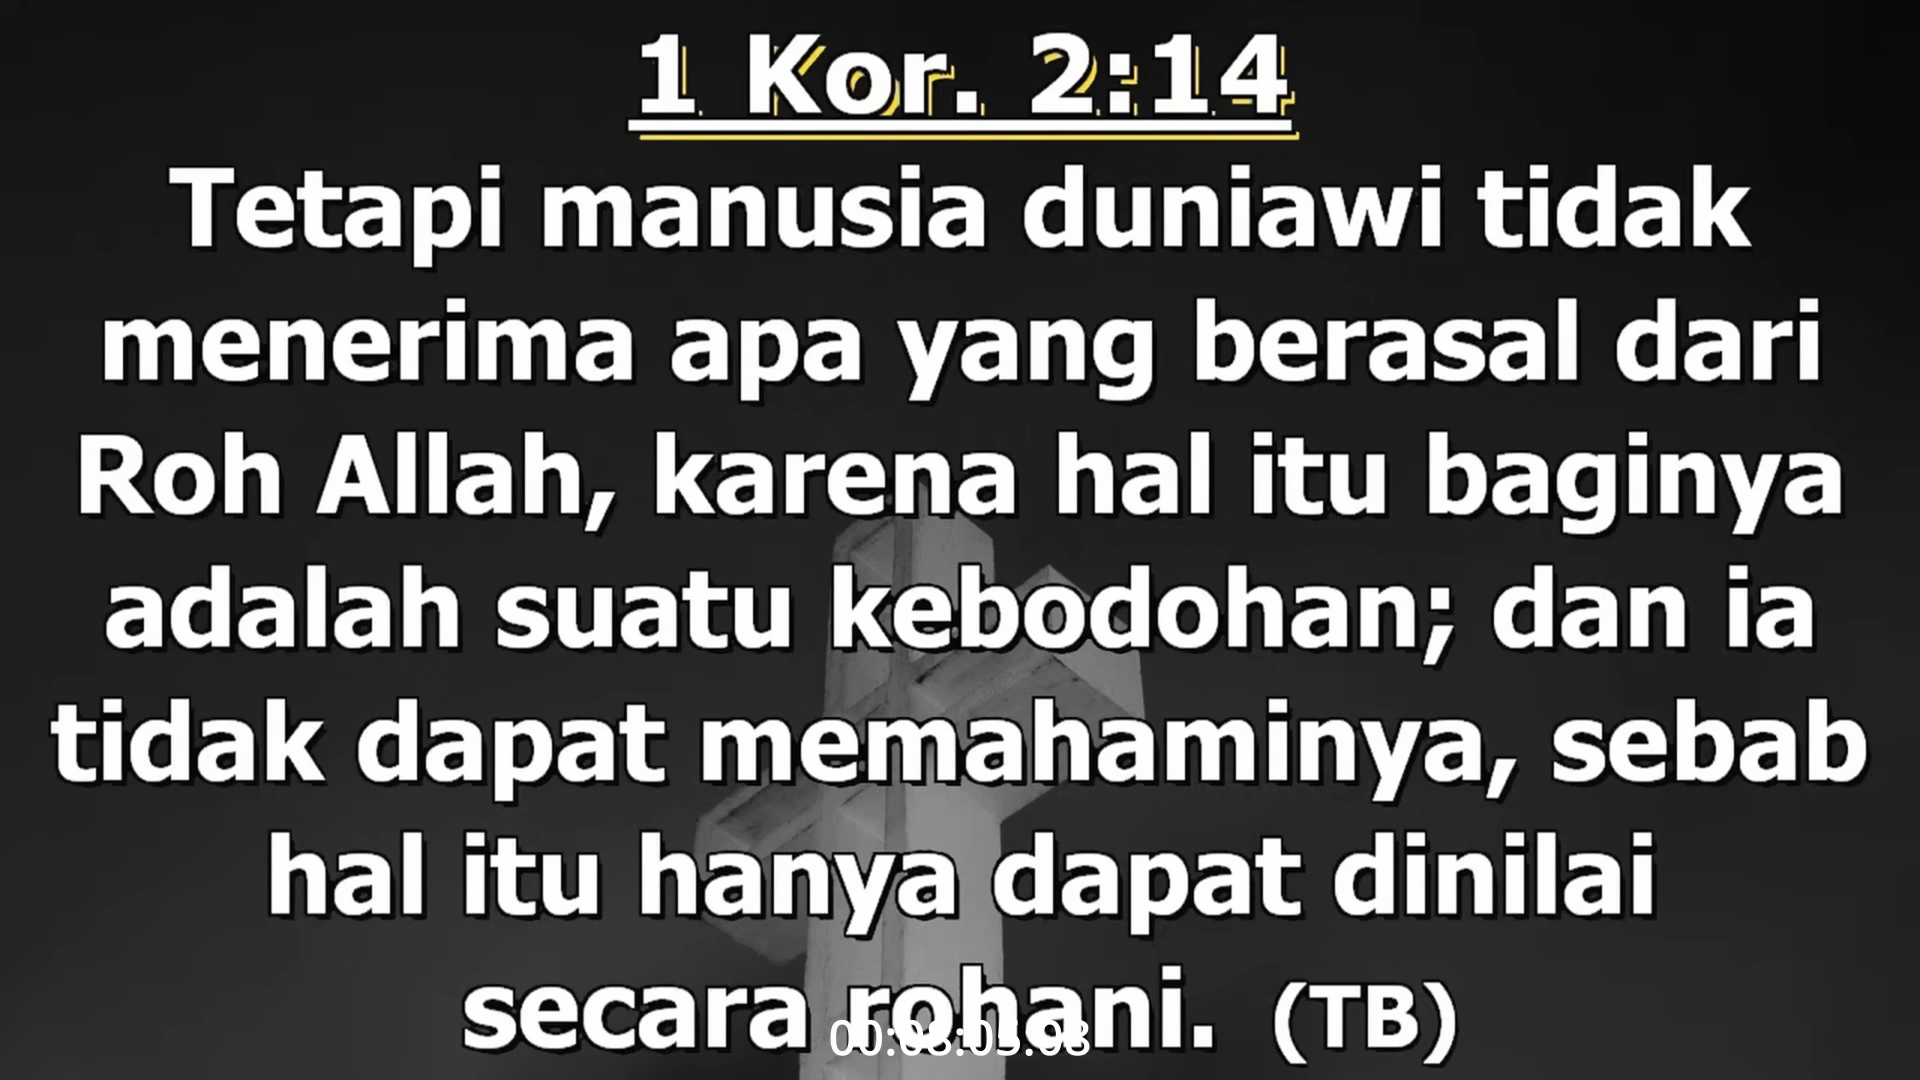 1 Kor. 2:14
Tetapi manusia duniawi tidak
menerima apa yang berasal dari
Roh Allah, karena hal itu baginya
adalah suatu kebodohan; dan ia
tidak dapat memahaminya, sebab
hal itu hanya dapat dinilai
secara rohani. (TB)